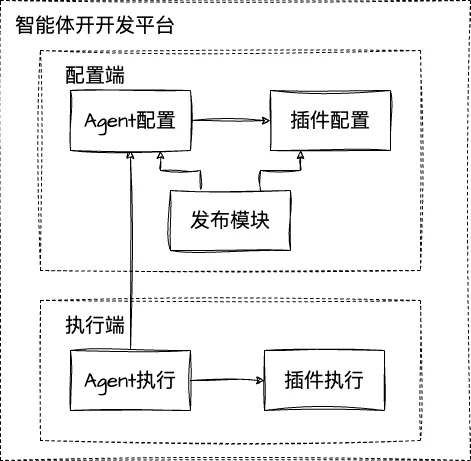 智能体开开发平台
配置端
Agent配置
插件配置
发布模块
执行端
Agent执行
插件执行